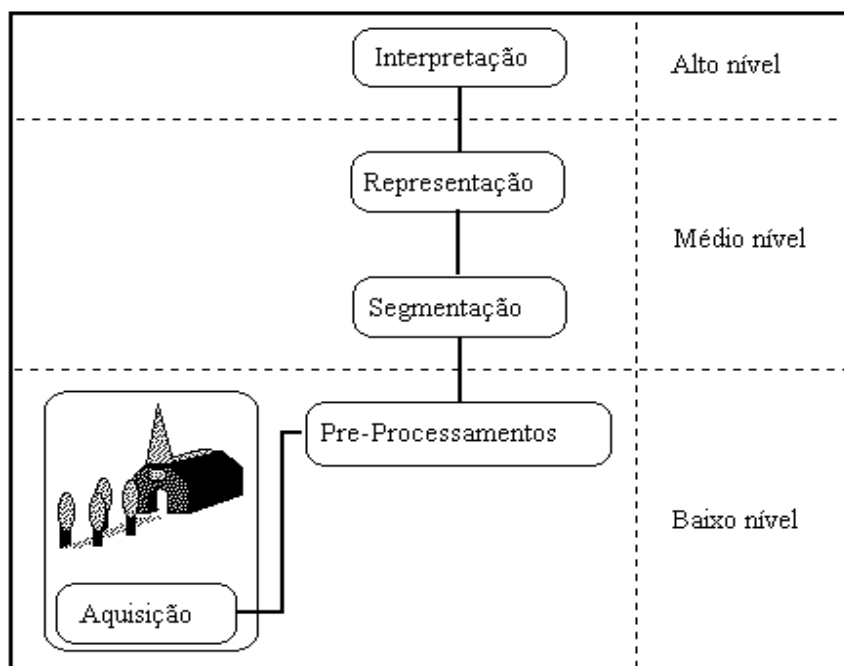 Interpretação
Alto nível
Representação
Médio nível
Segmentação
Pre-Processamentos
Baixo nível
Aquisição